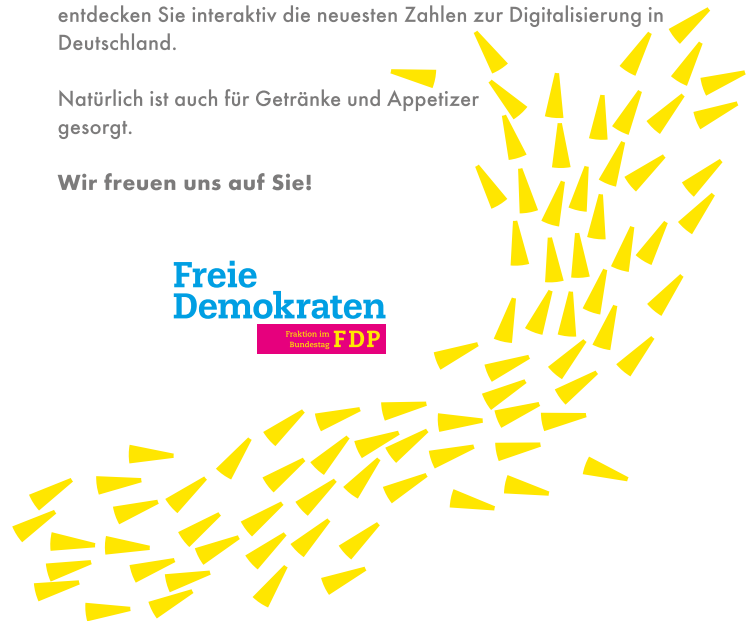 entdecken Sie interaktiv die neuesten Zahlen zur Digitalisierung in
Deutschland.
Natürlich ist auch für Getränke und Appetizer
gesorgt.
Wir freuen uns auf Sie!
Freie
Demokraten
Fraktion im
Bundestag FDP